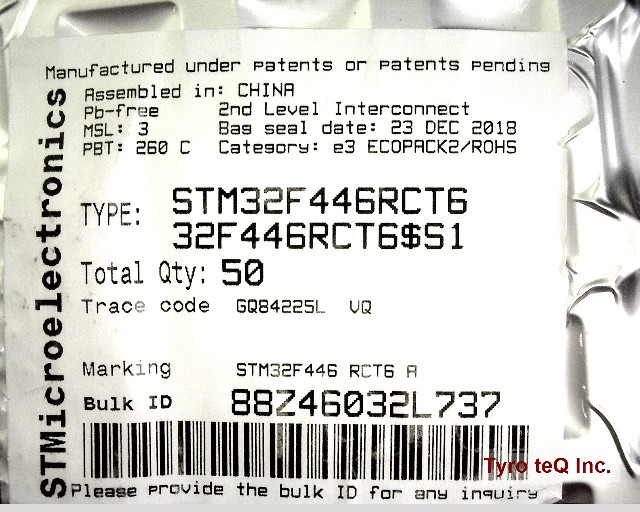 Manufactured under patents or patents pending
Assembled in: CHINA
Pb-free 2nd Level Interconnect
MSL: 3 Bag seal date: 23 DEC 2018
PBT: 260 C Category: e3 ECOPACK2/ROHS
STMicroelectronics
TYPE: STM32F446RCT6
32F446RCT6$S1
Total Qty: 50
Trace code GQ84225L VQ
Marking STM32F446 RCT6 A
Bulk ID 88Z46032L737
Tyro teQ Inc.
Please provide the bulk ID for any inquiry